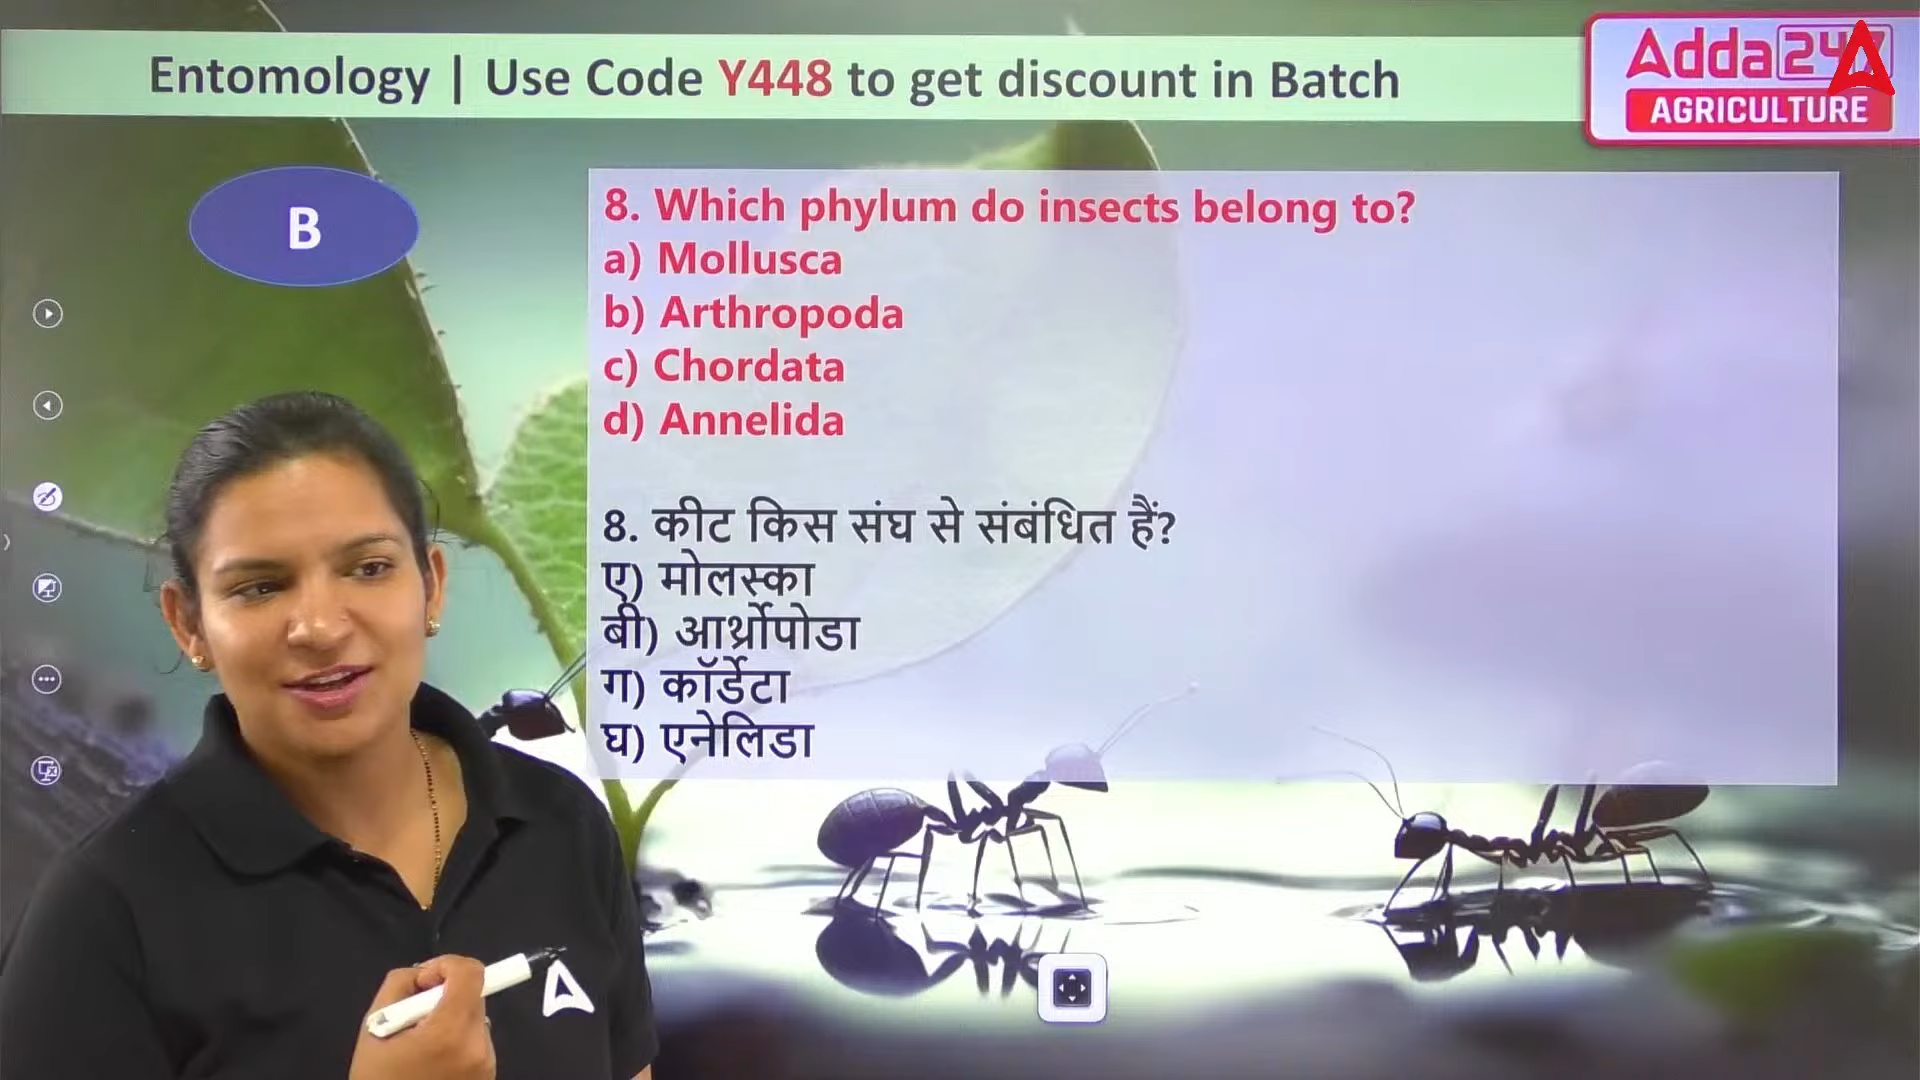 Entomology | Use Code Y448 to get discount in Batch
Adda247
AGRICULTURE
B
8. Which phylum do insects belong to?
a) Mollusca
b) Arthropoda
c) Chordata
d) Annelida
8. कीट किस संघ से संबंधित हैं?
ए) मोलस्का
बी) आर्थ्रोपोडा
ग) कॉर्डेटा
घ) एनेलिडा